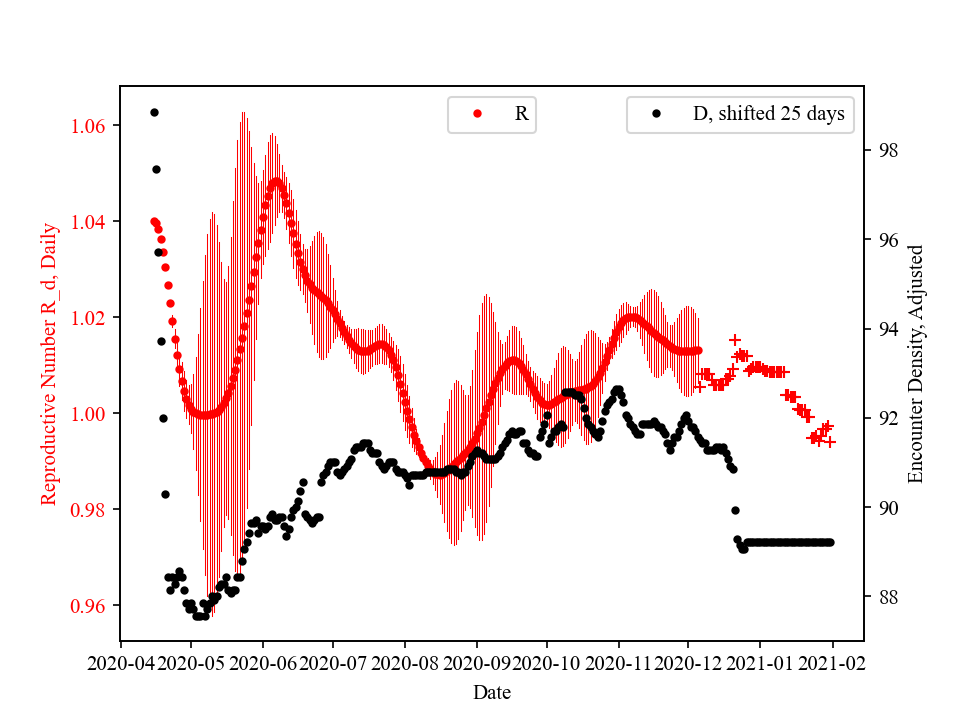 R
D, shifted 25 days
Reproductive Number R_d, Daily
1.06
1.04
1.02
1.00
0.98
0.96
98
96
94
92
90
88
Encounter Density, Adjusted
2020-04 2020-05 2020-06 2020-07 2020-08 2020-09 2020-10 2020-11 2020-12 2021-01 2021-02
Date